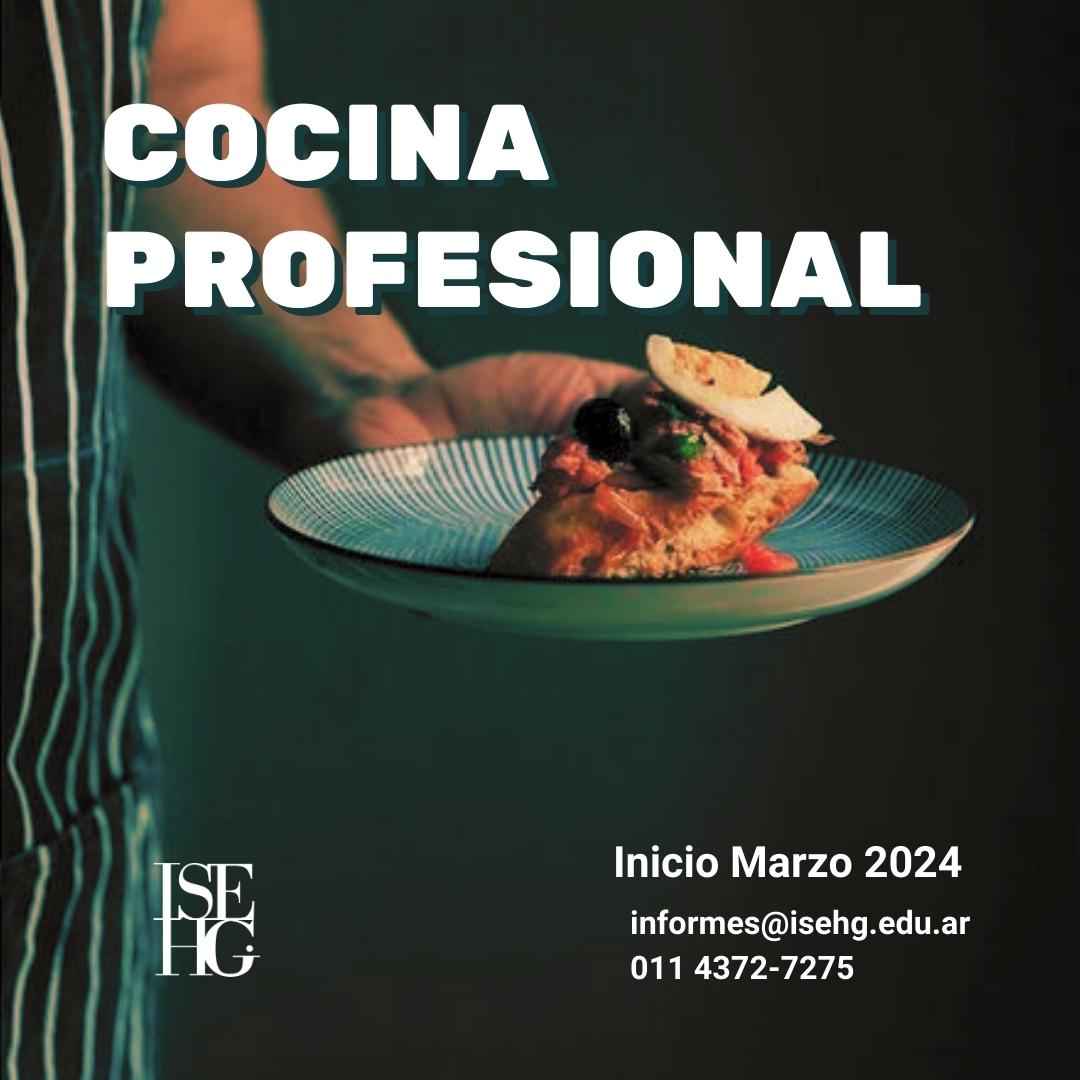 COCINA
PROFESIONAL
Inicio Marzo 2024
informes@isehg.edu.ar
011 4372-7275
ISE
HG